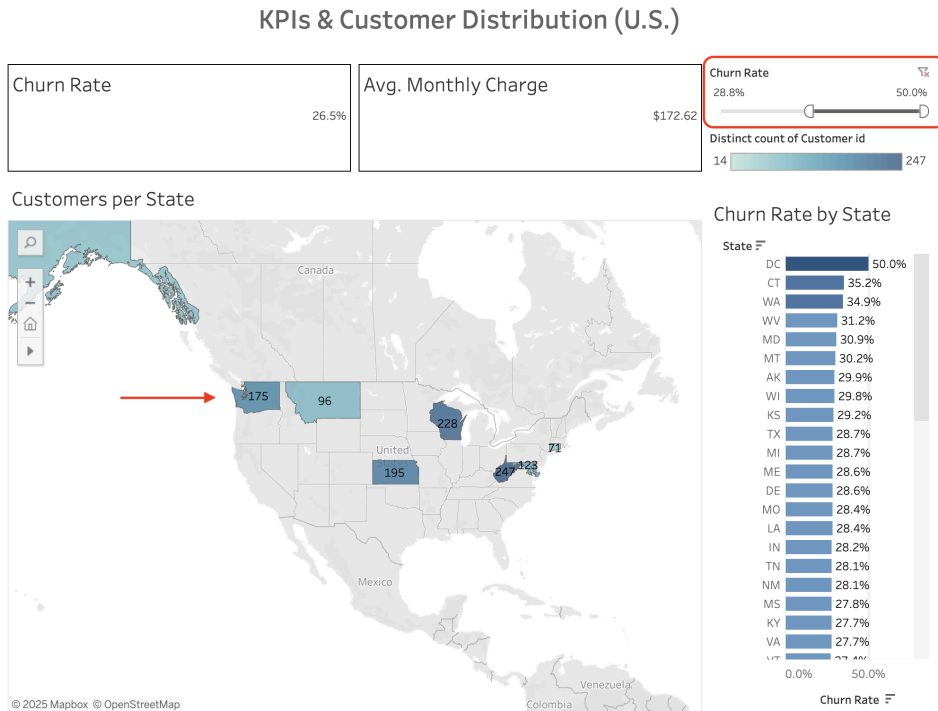 KPIs & Customer Distribution (U.S.)
Churn Rate
26.5%
Avg. Monthly Charge
$172.62
Churn Rate
28.8% 50.0%
Distinct count of Customer id
14 247
Customers per State
Canada
United
Mexico
Venezuela
Colombia
175
96
228
195
247
123
71
© 2025 Mapbox © OpenStreetMap
Churn Rate by State
State
DC 50.0%
CT 35.2%
WA 34.9%
WV 31.2%
MD 30.9%
MT 30.2%
AK 29.9%
WI 29.8%
KS 29.2%
TX 28.7%
MI 28.7%
ME 28.6%
DE 28.6%
MO 28.4%
LA 28.4%
IN 28.2%
TN 28.1%
NM 28.1%
MS 27.8%
KY 27.7%
VA 27.7%
0.0% 50.0%
Churn Rate